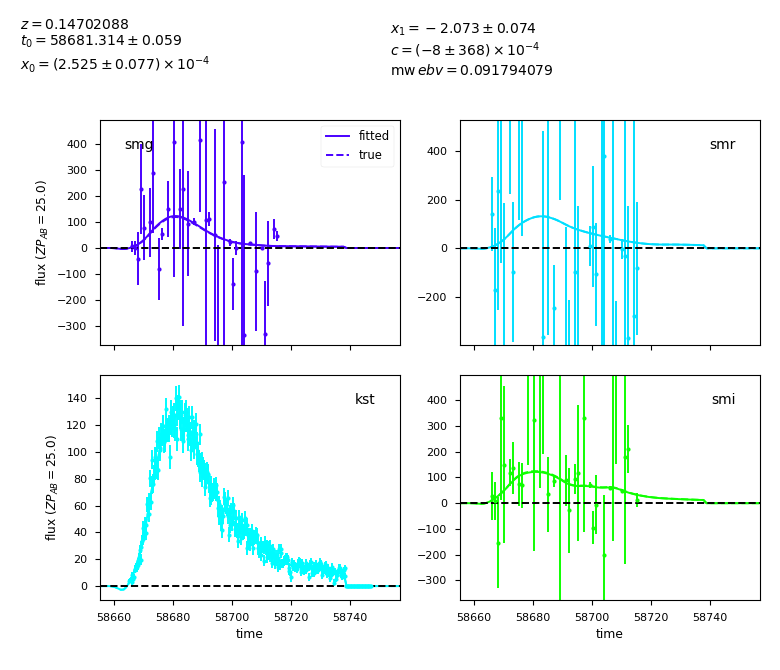 z = 0.14702088
t₀ = 58681.314 ± 0.059
x₀ = (2.525 ± 0.077) × 10⁻⁴
x₁ = −2.073 ± 0.074
c = (−8 ± 368) × 10⁻⁴
mw ebv = 0.091794079
smg
fitted
true
400
300
200
100
0
−100
−200
−300
flux (ZP_AB = 25.0)
smr
400
200
0
−200
kst
140
120
100
80
60
40
20
0
flux (ZP_AB = 25.0)
58660 58680 58700 58720 58740
time
smi
400
300
200
100
0
−100
−200
−300
58660 58680 58700 58720 58740
time